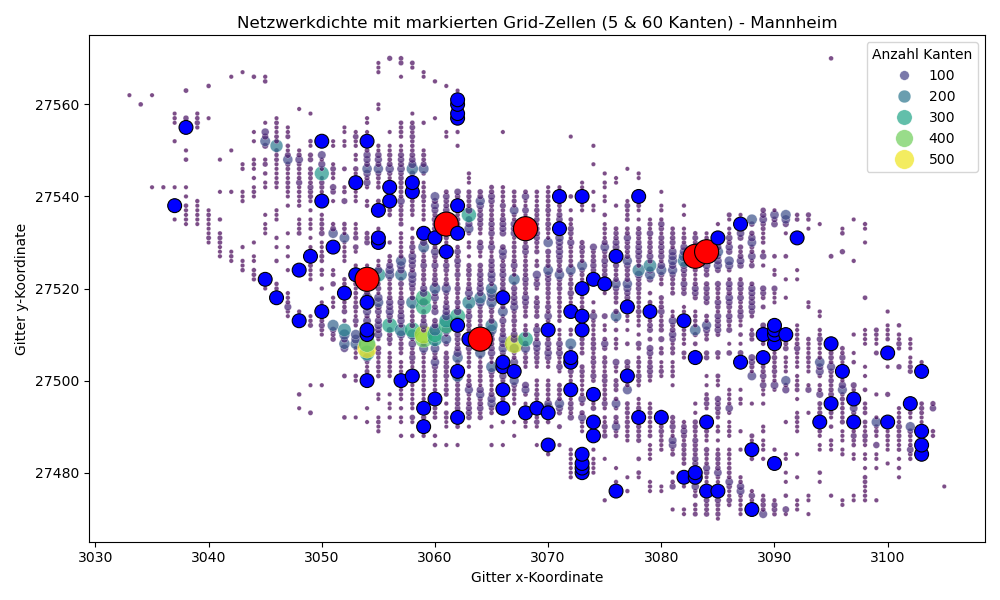 Netzwerkdichte mit markierten Grid-Zellen (5 & 60 Kanten) - Mannheim
Anzahl Kanten
100
200
300
400
500
27560
27540
27520
27500
27480
Gitter y-Koordinate
3030 3040 3050 3060 3070 3080 3090 3100
Gitter x-Koordinate